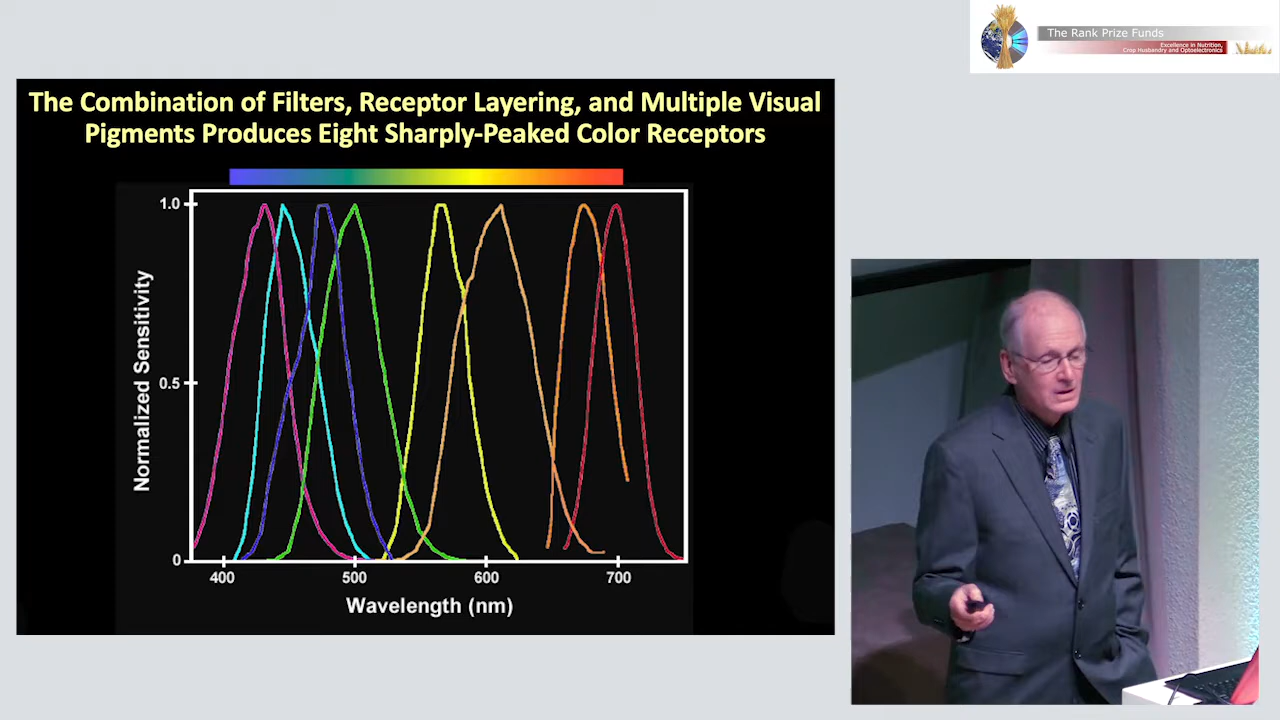 The Rank Prize Funds
Excellence in Nutrition,
Crop Husbandry and Optoelectronics
The Combination of Filters, Receptor Layering, and Multiple Visual
Pigments Produces Eight Sharply-Peaked Color Receptors
1.0
0.5
0
Normalized Sensitivity
400 500 600 700
Wavelength (nm)